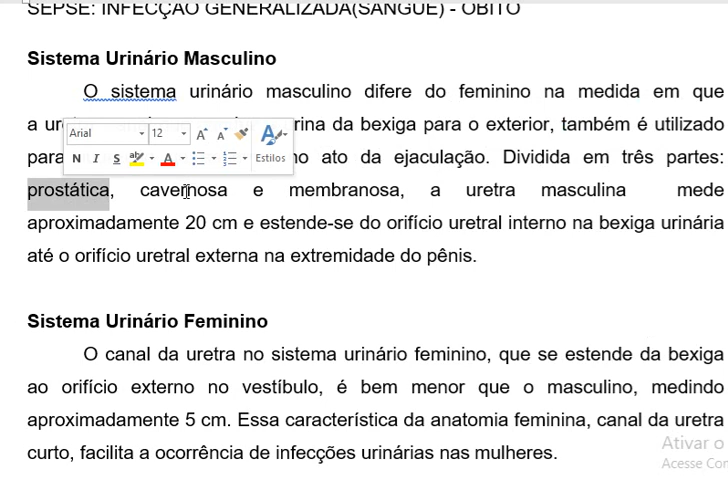 SEPSE: INFECÇÃO GENERALIZADA(SANGUE) - ÓBITO
Sistema Urinário Masculino
O sistema urinário masculino difere do feminino na medida em que
a da bexiga para o exterior, também é utilizado
Arial 12
para ato da ejaculação. Dividida em três partes:
N I S ab A Estilos
prostática, cavernosa e membranosa, a uretra masculina mede
aproximadamente 20 cm e estende-se do orifício uretral interno na bexiga urinária
até o orifício uretral externa na extremidade do pênis.
Sistema Urinário Feminino
O canal da uretra no sistema urinário feminino, que se estende da bexiga
ao orifício externo no vestíbulo, é bem menor que o masculino, medindo
aproximadamente 5 cm. Essa característica da anatomia feminina, canal da uretra
curto, facilita a ocorrência de infecções urinárias nas mulheres.
Ativar o
Acesse